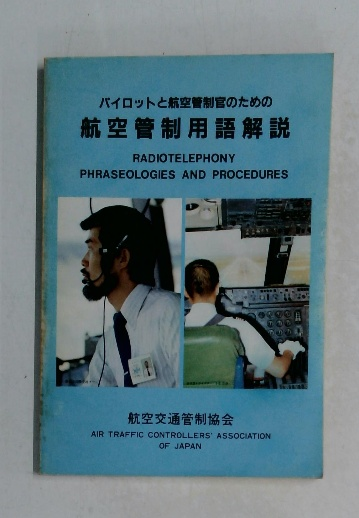 パイロットと航空管制官のための
航空管制用語解説
RADIOTELEPHONY
PHRASEOLOGIES AND PROCEDURES
航空交通管制協会
AIR TRAFFIC CONTROLLERS' ASSOCIATION
OF JAPAN